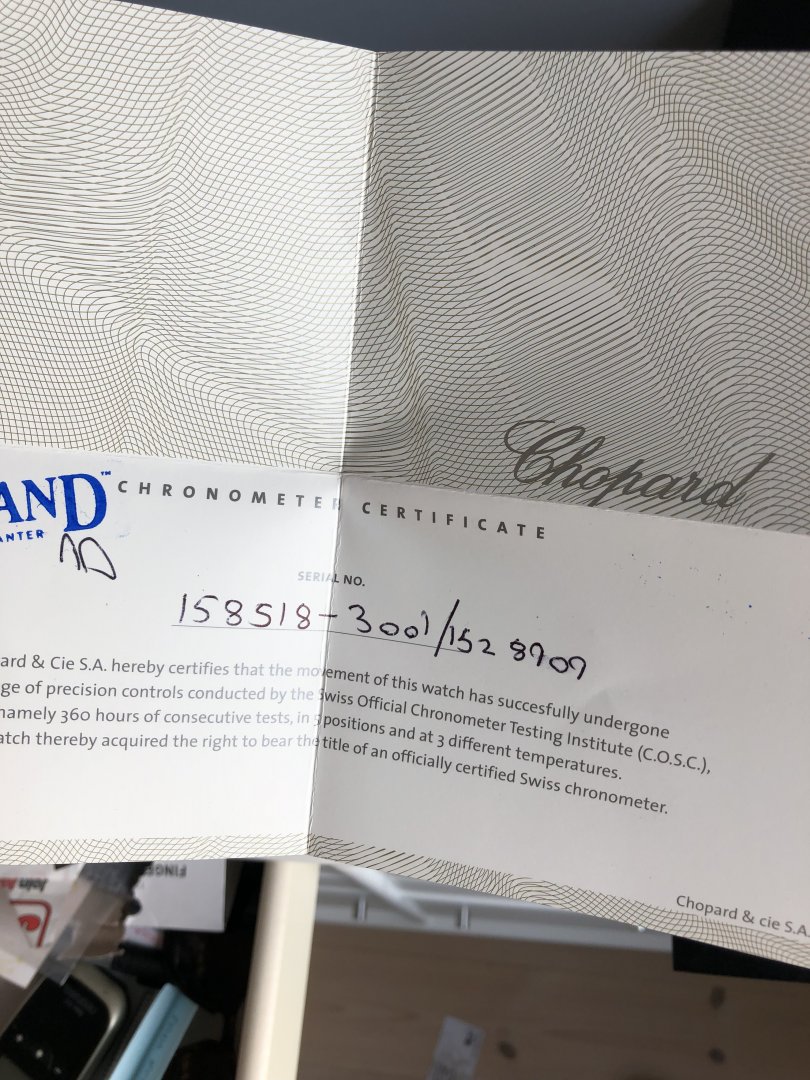 Chopard
AND™
ANTER
CHRONOMETER CERTIFICATE
SERIAL NO.
158518-3001/1528909
ard & Cie S.A. hereby certifies that the movement of this watch has succesfully undergone
ge of precision controls conducted by the Swiss Official Chronometer Testing Institute (C.O.S.C.),
namely 360 hours of consecutive tests, in 5 positions and at 3 different temperatures.
atch thereby acquired the right to bear the title of an officially certified Swiss chronometer.
Chopard & cie S.A.